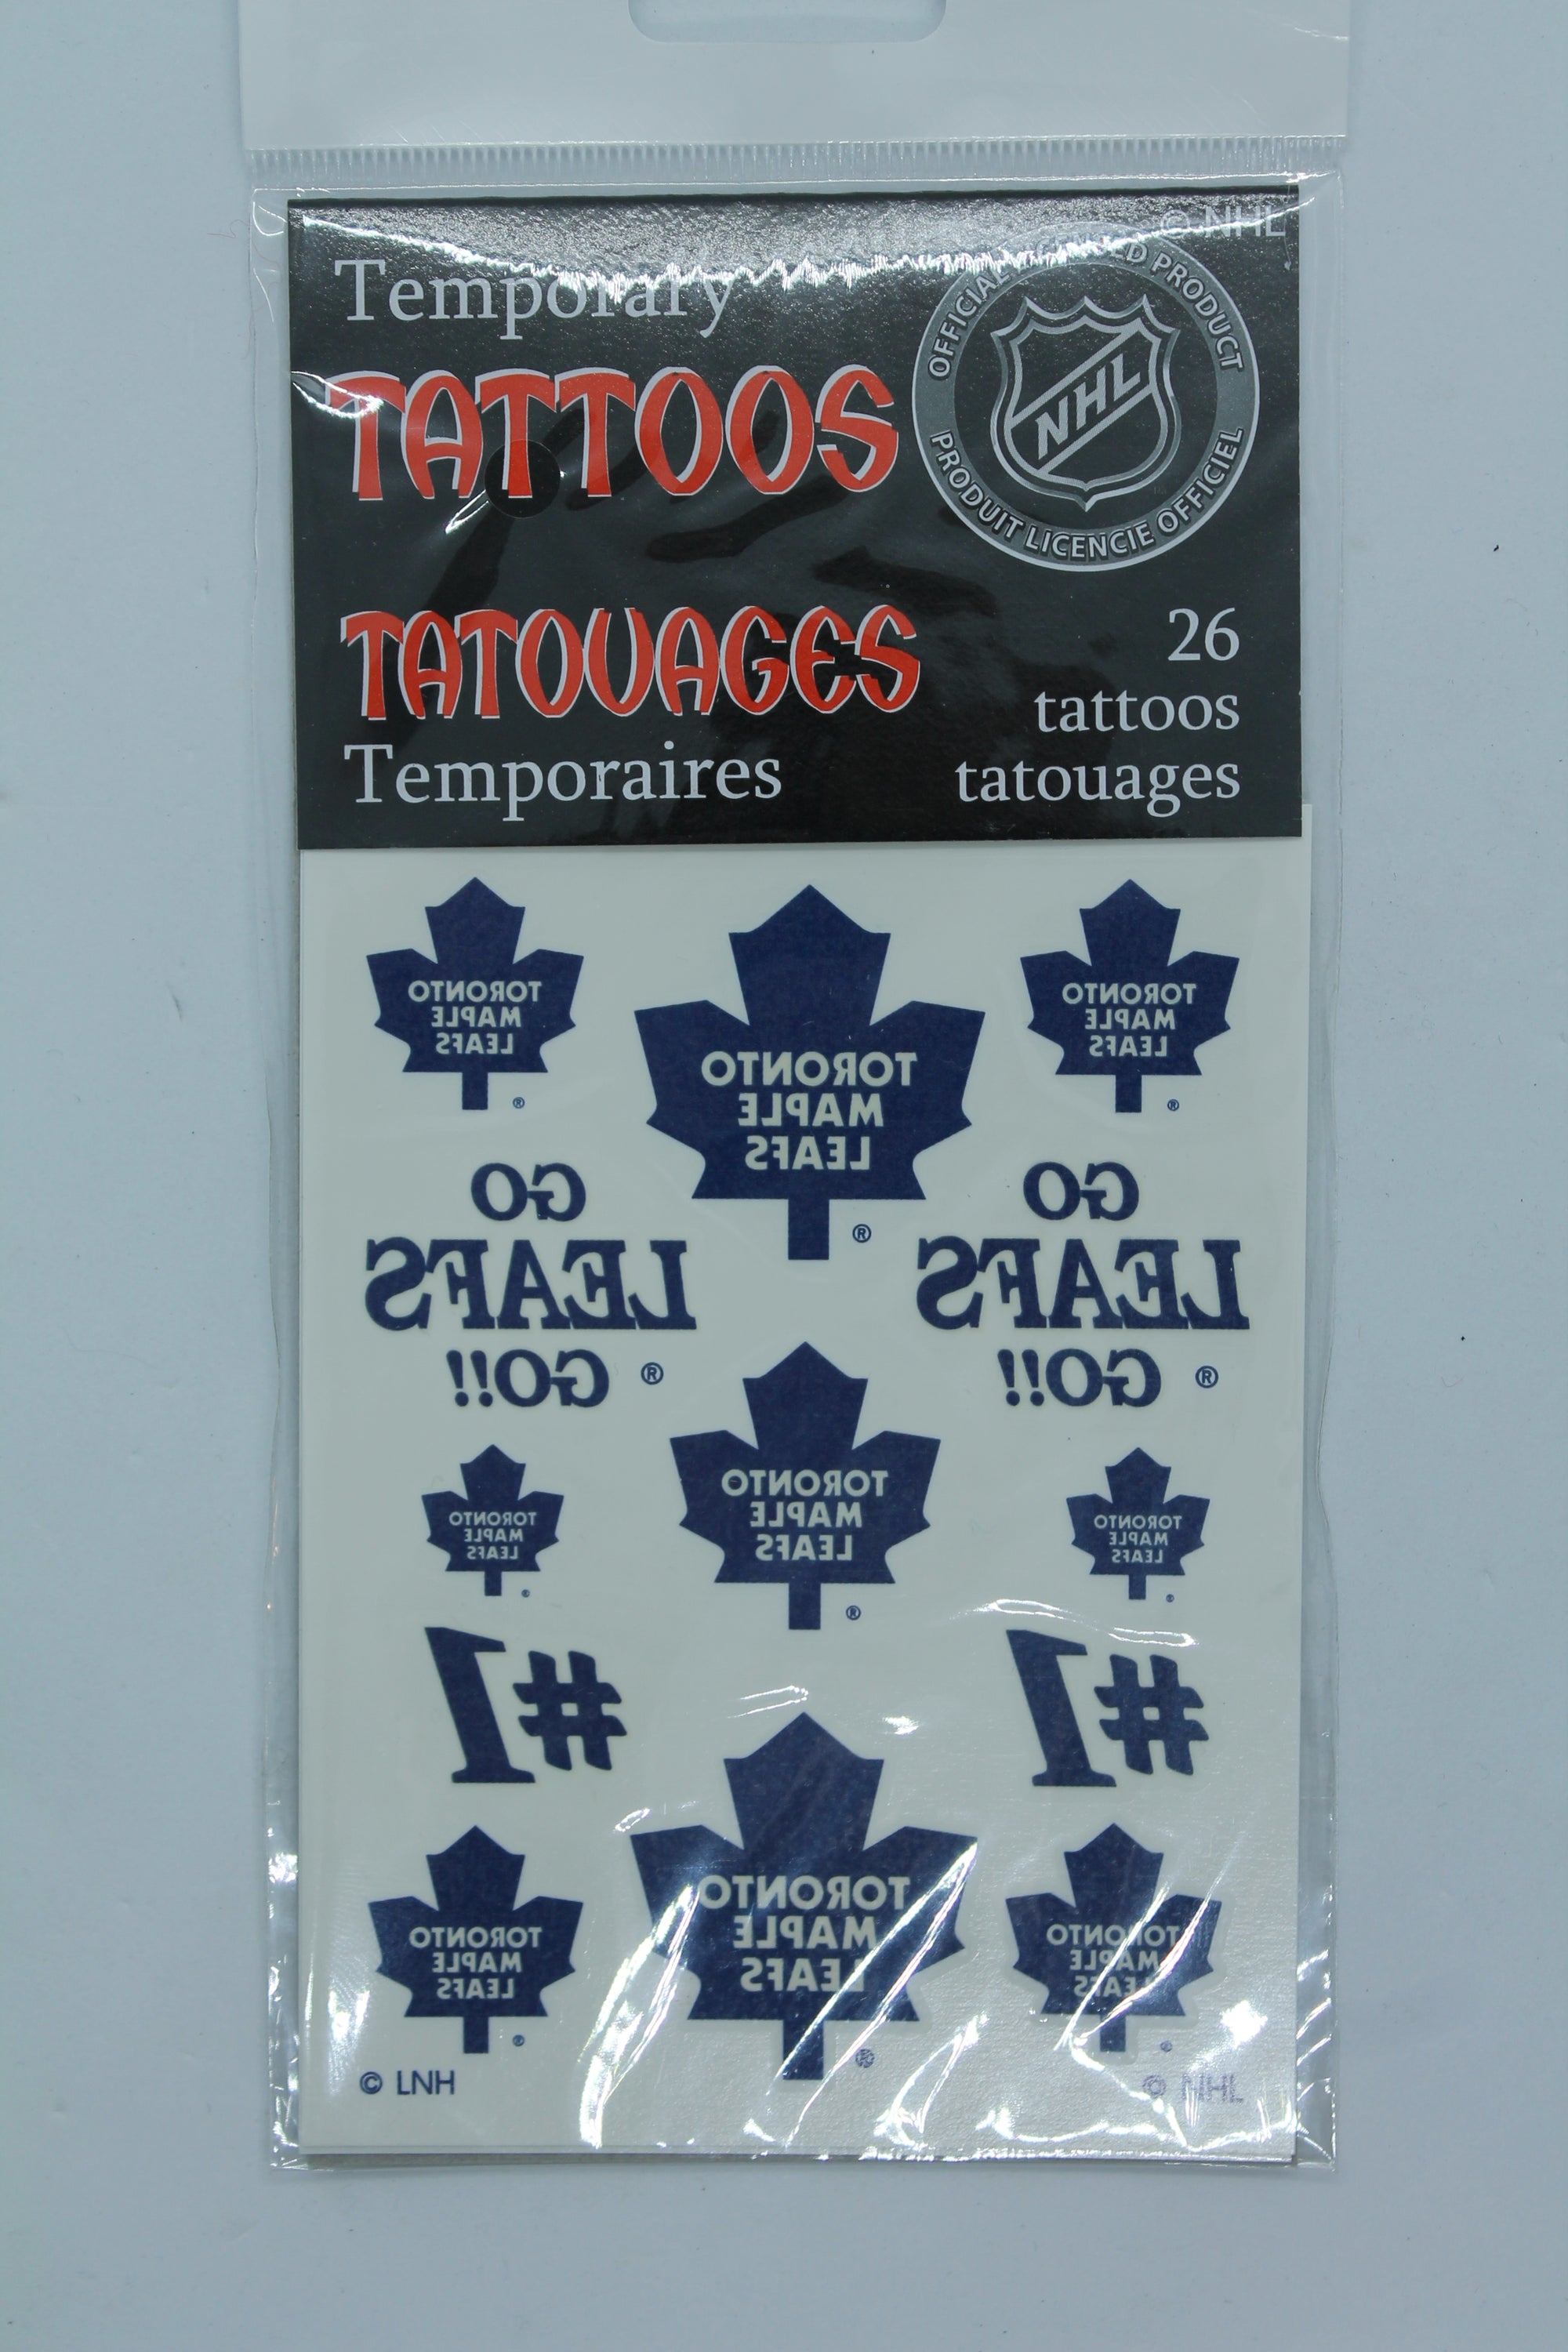 © NHL
Temporary
TATTOOS
OFFICIAL ED PRODUCT
NHL
PRODUIT LICENCIE OFFICIEL
TATOUAGES
Temporaires
26
tattoos
tatouages
TORONTO
MAPLE
LEAFS
®
TORONTO
MAPLE
LEAFS
®
TORONTO
MAPLE
LEAFS
®
GO
LEAFS
GO!! ®
GO
LEAFS
GO!! ®
TORONTO
MAPLE
LEAFS
®
TORONTO
MAPLE
LEAFS
®
TORONTO
MAPLE
LEAFS
®
#1
#1
TORONTO
MAPLE
LEAFS
®
TORONTO
MAPLE
LEAFS
®
TORONTO
MAPLE
LEAFS
®
© LNH
© NHL